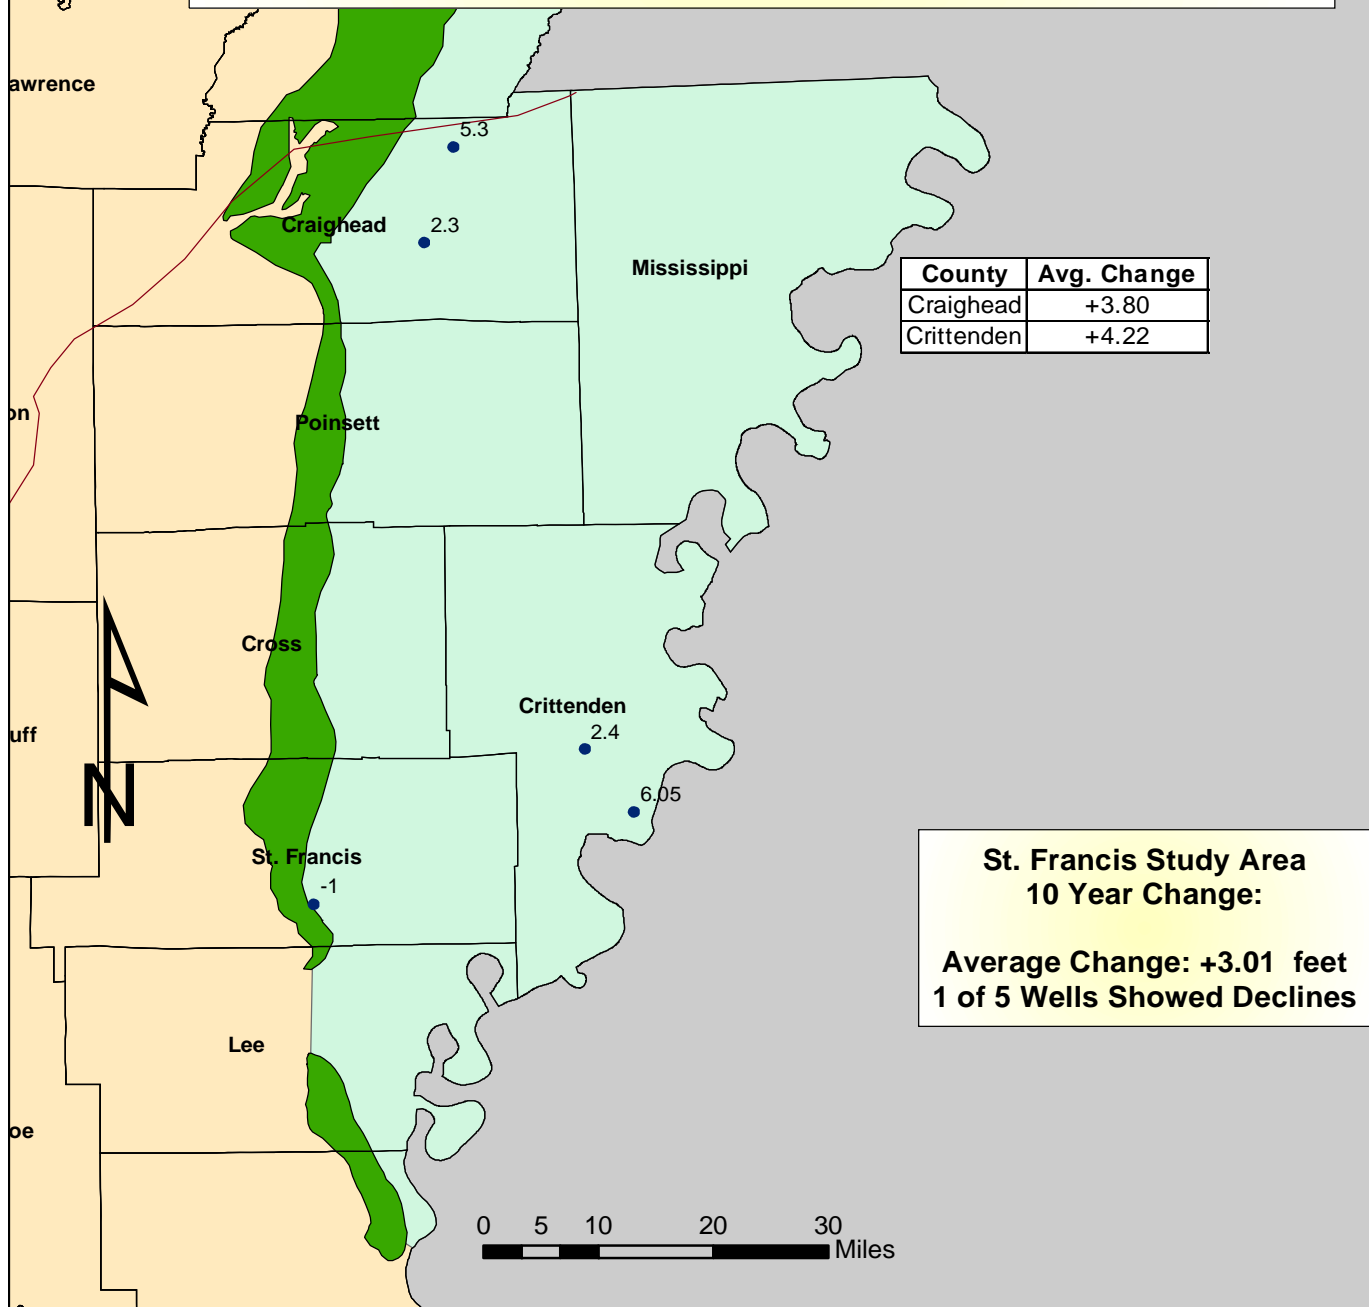 awrence
5.3
Craighead
2.3
Mississippi
County Avg. Change
Craighead +3.80
Crittenden +4.22
on
Poinsett
Cross
Crittenden
2.4
uff
N
6.05
St. Francis
-1
St. Francis Study Area
10 Year Change:
Average Change: +3.01 feet
1 of 5 Wells Showed Declines
Lee
oe
0 5 10 20 30
Miles